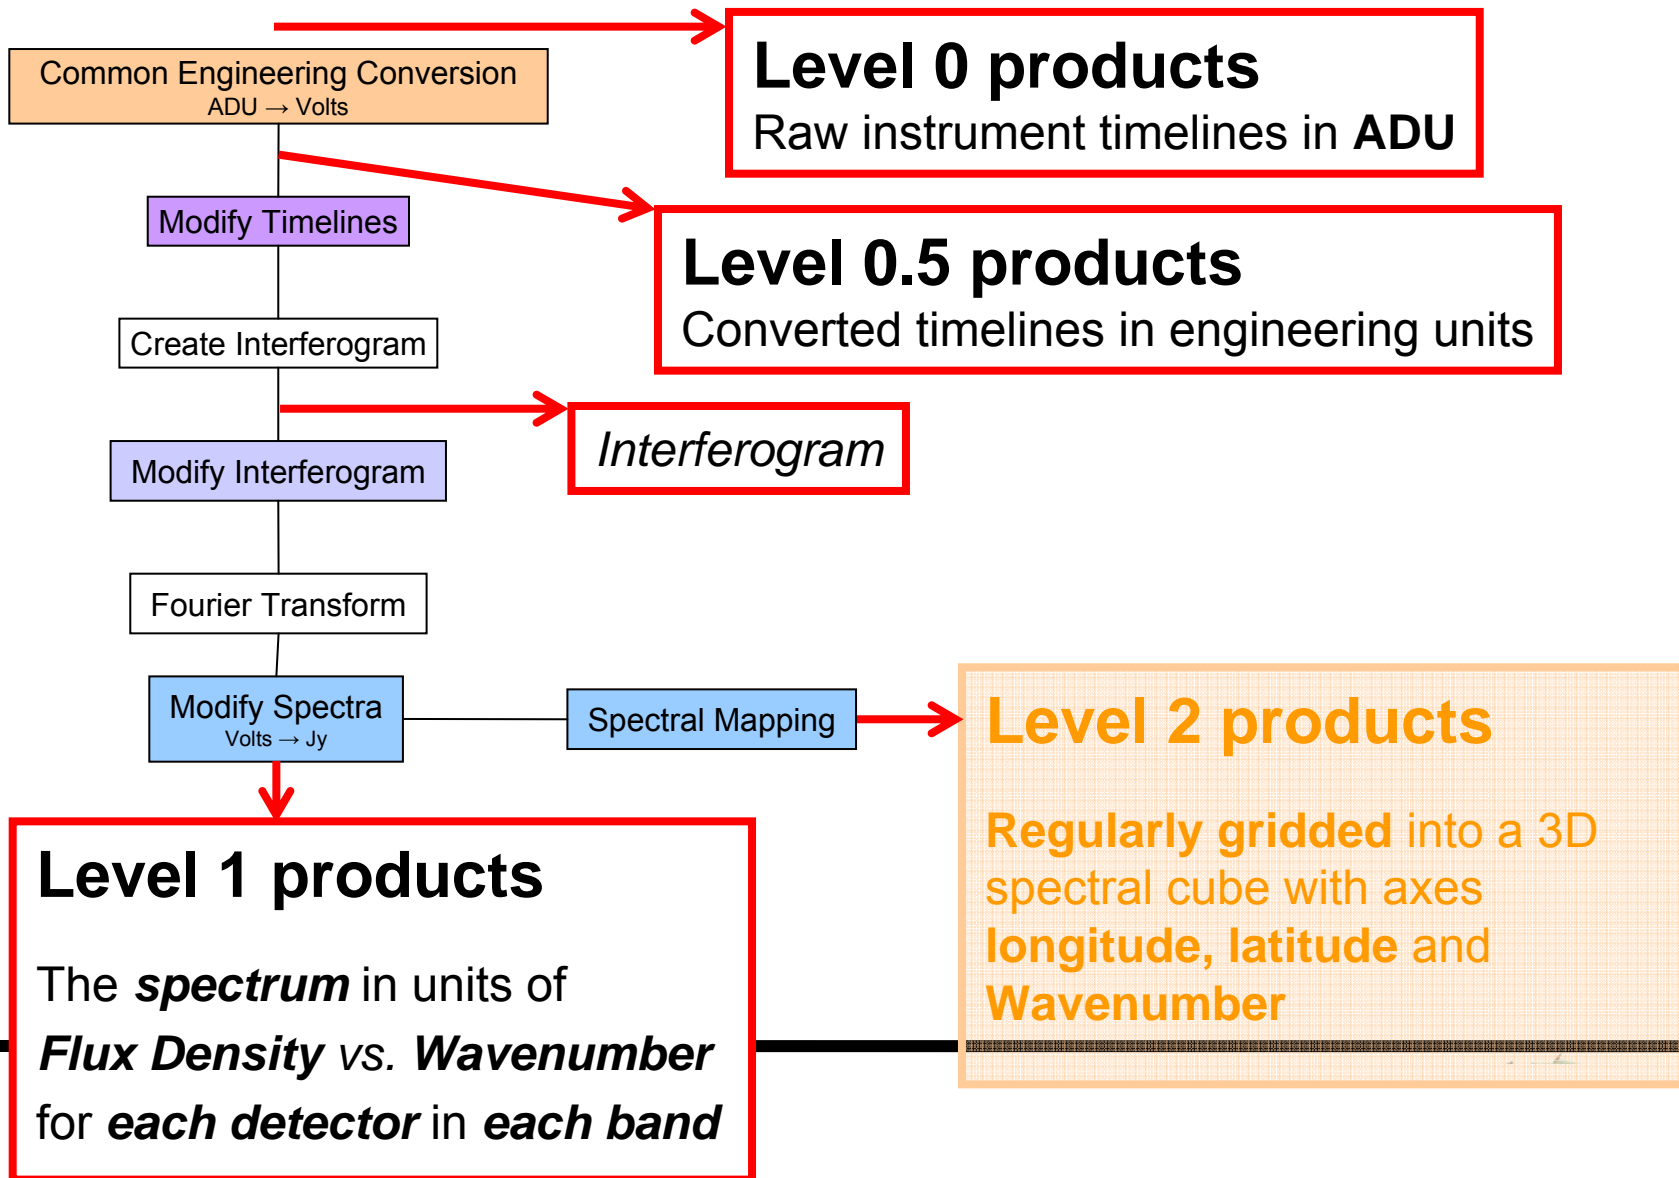 Common Engineering Conversion
ADU → Volts
Level 0 products
Raw instrument timelines in ADU
Modify Timelines
Level 0.5 products
Converted timelines in engineering units
Create Interferogram
Interferogram
Modify Interferogram
Fourier Transform
Modify Spectra
Volts → Jy
Spectral Mapping
Level 2 products
Regularly gridded into a 3D
spectral cube with axes
longitude, latitude and
Wavenumber
Level 1 products
The spectrum in units of
Flux Density vs. Wavenumber
for each detector in each band